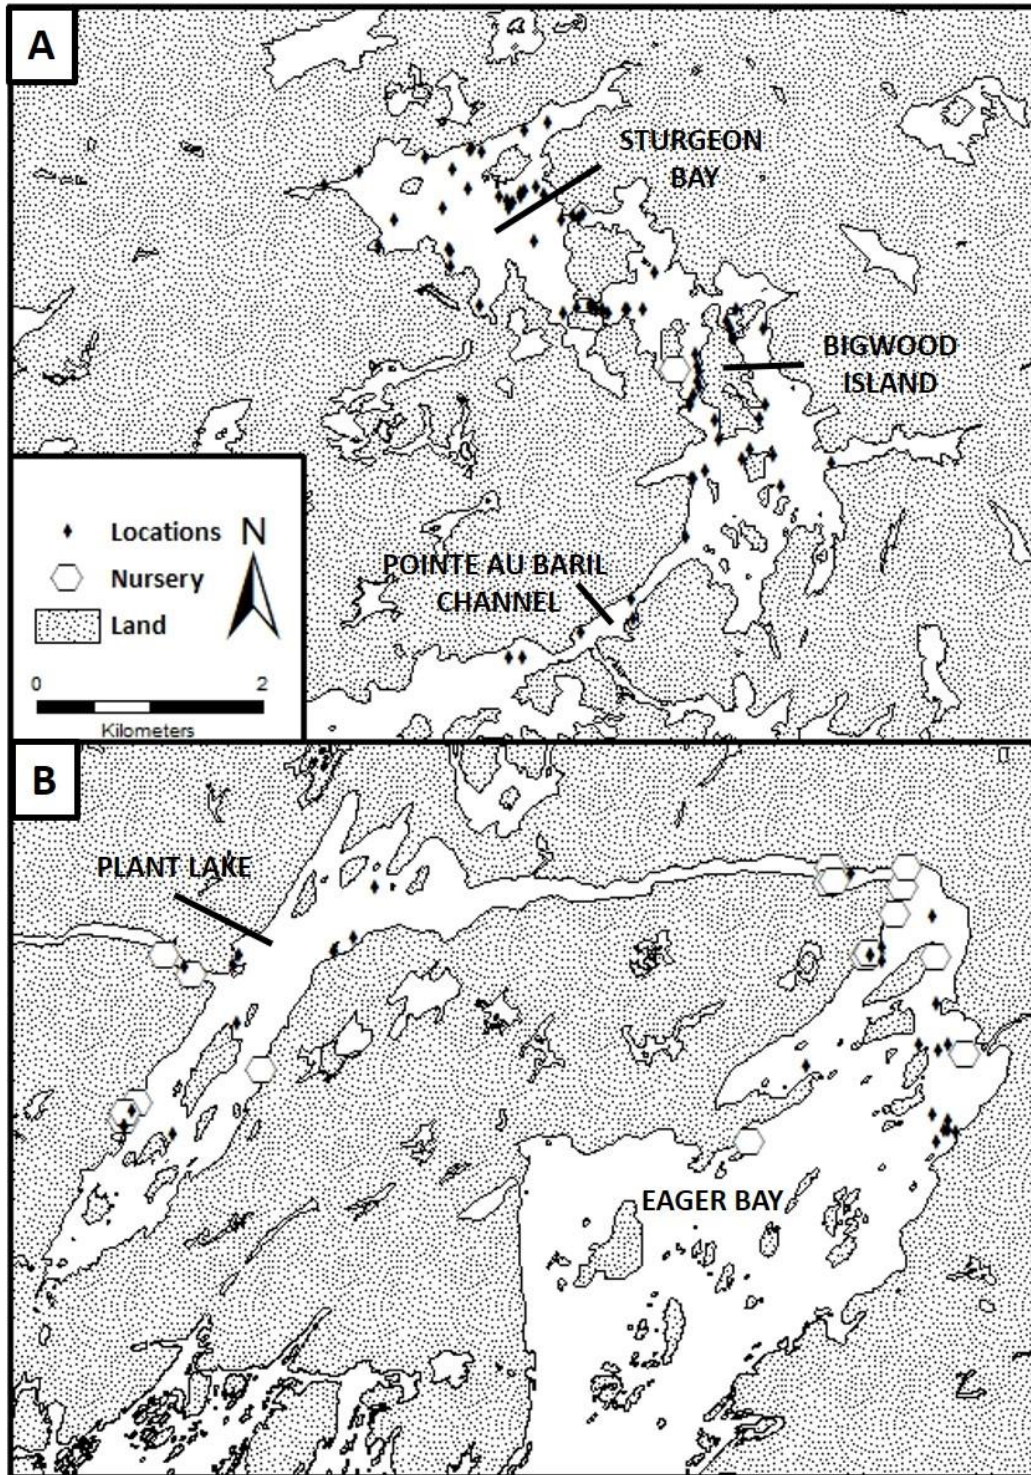 A
STURGEON
BAY
BIGWOOD
ISLAND
POINTE AU BARIL
CHANNEL
Locations N
Nursery
Land
0 2
Kilometers
B
PLANT LAKE
EAGER BAY